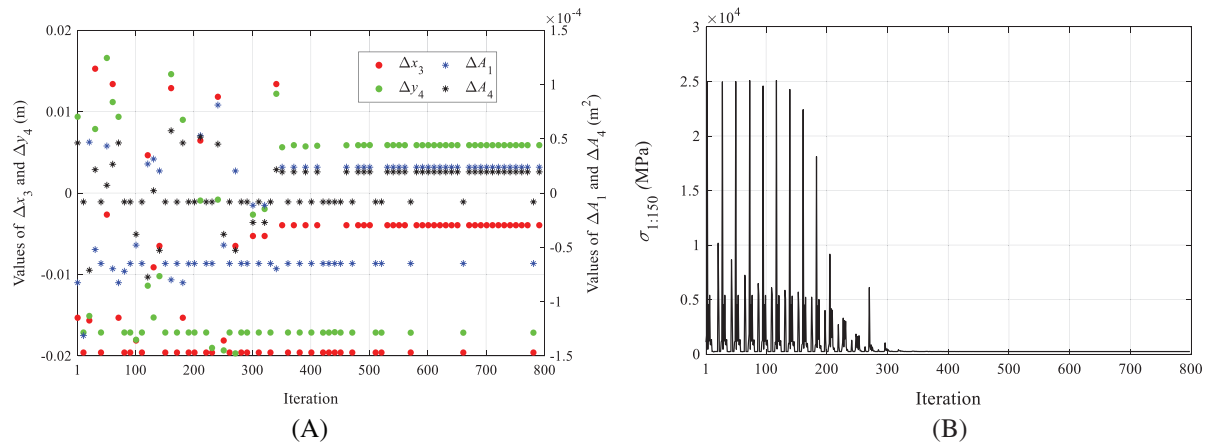 ×10⁻⁴
0.02
0.01
0
-0.01
-0.02
Values of Δx₃ and Δy₄ (m)
Δx₃
ΔA₁
Δy₄
ΔA₄
1.5
1
0.5
0
-0.5
-1
-1.5
Values of ΔA₁ and ΔA₄ (m²)
1 100 200 300 400 500 600 700 800
Iteration
(A)
×10⁴
3
2.5
2
1.5
1
0.5
0
σ₁:₁₅₀ (MPa)
1 100 200 300 400 500 600 700 800
Iteration
(B)